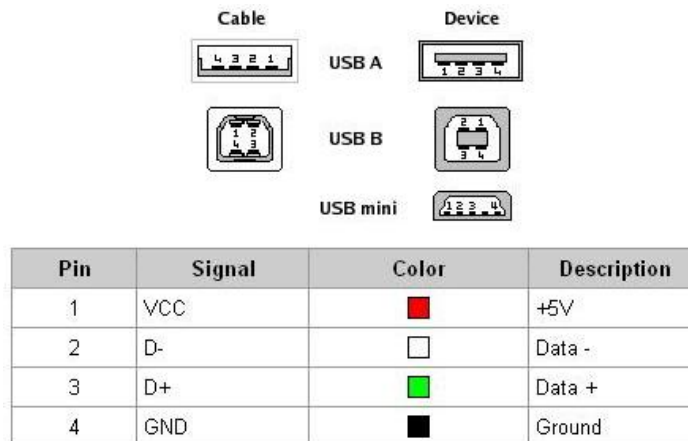 Cable Device
4 3 2 1 USB A 1 2 3 4
1 2 USB B 2 1
4 3 3 4
USB mini 1 2 3 4
Pin Signal Color Description
1 VCC +5V
2 D- Data -
3 D+ Data +
4 GND Ground